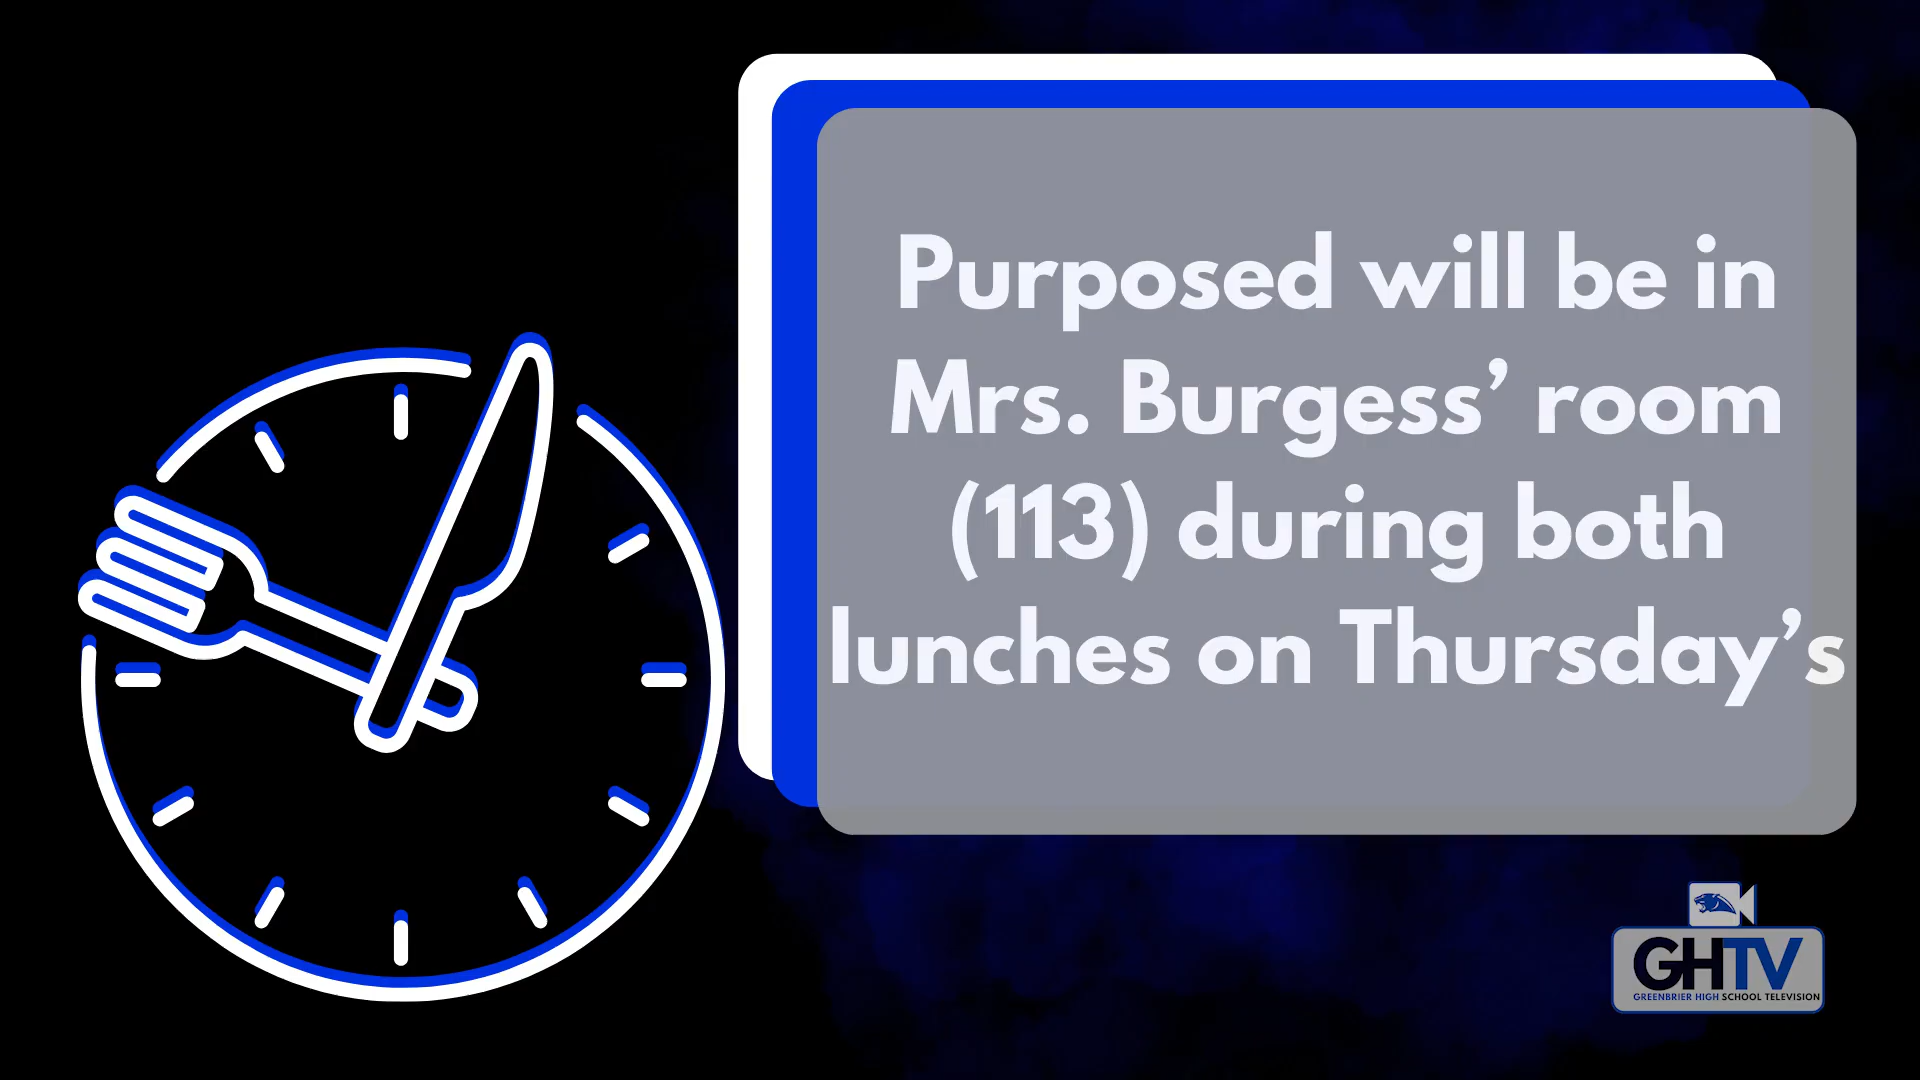 Purposed will be in
Mrs. Burgess’ room
(113) during both
lunches on Thursday’s
GHTV
GREENBRIER HIGH SCHOOL TELEVISION